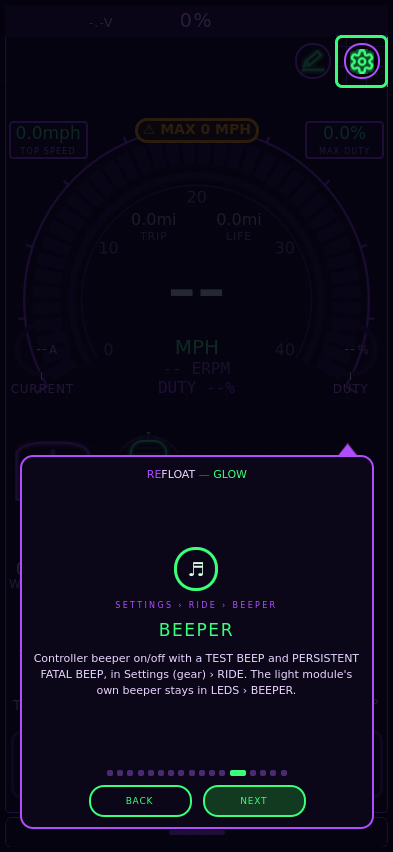 -.-V 0%
0.0mph
TOP SPEED
⚠ MAX 0 MPH
0.0%
MAX DUTY
20
0.0mi 0.0mi
TRIP LIFE
10 30
--
--A --%
0 MPH 40
-- ERPM
CURRENT DUTY --% DUTY
REFLOAT — GLOW
SETTINGS › RIDE › BEEPER
BEEPER
Controller beeper on/off with a TEST BEEP and PERSISTENT
FATAL BEEP, in Settings (gear) › RIDE. The light module's
own beeper stays in LEDS › BEEPER.
BACK NEXT